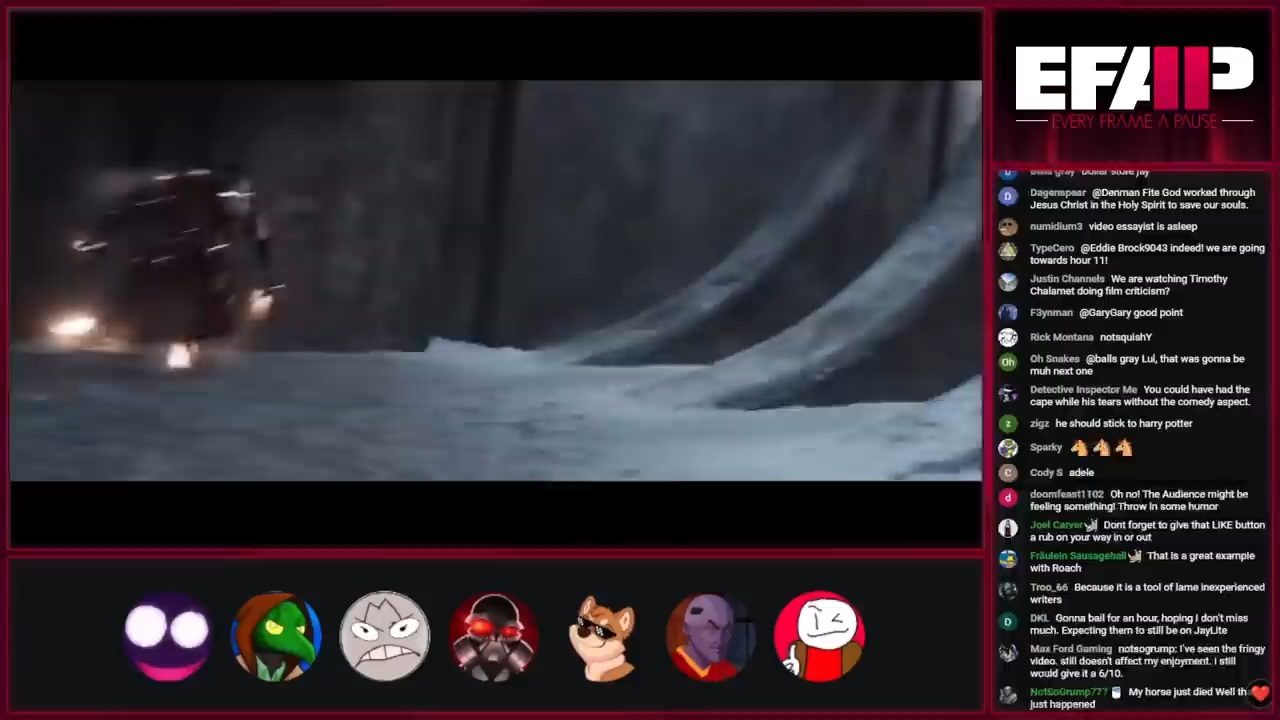 EFAP
EVERY FRAME A PAUSE
balls gray dollar store jay
Dagenspear @Denman Fite God worked through
Jesus Christ in the Holy Spirit to save our souls.
numidium3 video essayist is asleep
TypeCero @Eddie Brock9043 indeed! we are going
towards hour 11!
Justin Channels We are watching Timothy
Chalamet doing film criticism?
F3ynman @GaryGary good point
Rick Montana notsquishY
Oh Snakes @balls gray Lul, that was gonna be
muh next one
Detective Inspector Me You could have had the
cape while his tears without the comedy aspect.
zigz he should stick to harry potter
Sparky
Cody S adele
doomfeast1102 Oh no! The Audience might be
feeling something! Throw in some humor
Joel Carver Dont forget to give that LIKE button
a rub on your way in or out
Fräulein Sausageball That is a great example
with Roach
Troo_66 Because it is a tool of lame inexperienced
writers
DKL Gonna bail for an hour, hoping I don't miss
much. Expecting them to still be on JayLite
Max Ford Gaming notsogrump: I've seen the fringy
video. still doesn't affect my enjoyment. i still
would give it a 6/10.
NotSoGrump777 My horse just died Well th
just happened